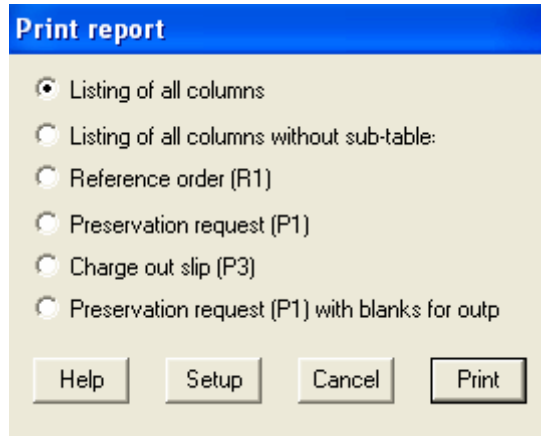 Print report
Listing of all columns
Listing of all columns without sub-table:
Reference order (R1)
Preservation request (P1)
Charge out slip (P3)
Preservation request (P1) with blanks for outp
Help Setup Cancel Print